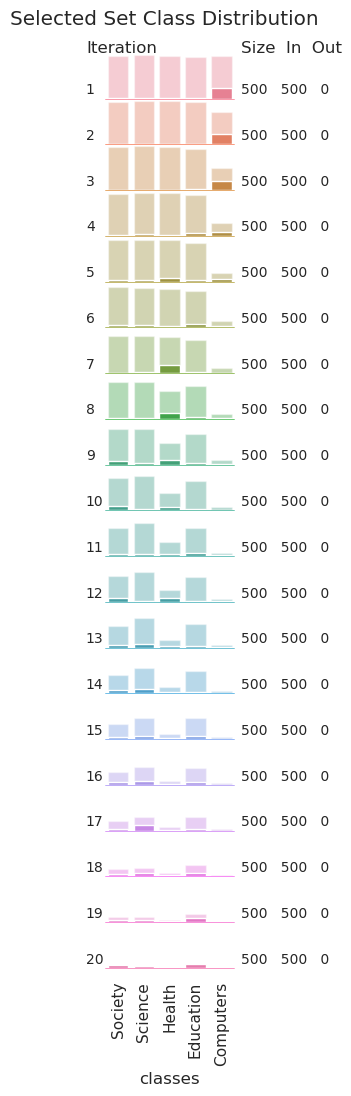 Selected Set Class Distribution
Iteration Size In Out
1 500 500 0
2 500 500 0
3 500 500 0
4 500 500 0
5 500 500 0
6 500 500 0
7 500 500 0
8 500 500 0
9 500 500 0
10 500 500 0
11 500 500 0
12 500 500 0
13 500 500 0
14 500 500 0
15 500 500 0
16 500 500 0
17 500 500 0
18 500 500 0
19 500 500 0
20 500 500 0
Society
Science
Health
Education
Computers
classes